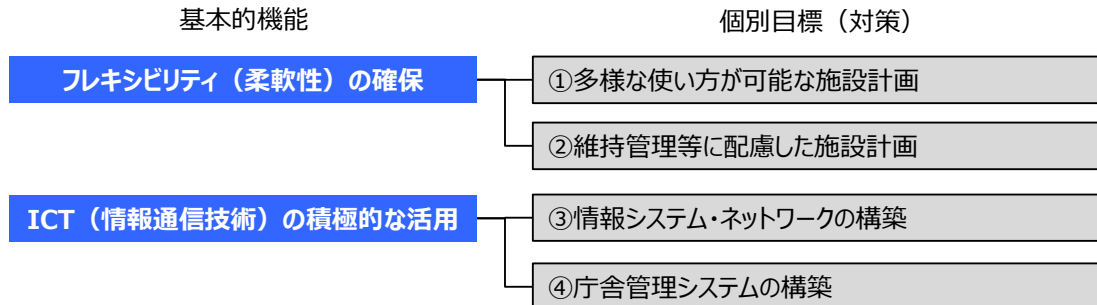 基本的機能
個別目標（対策）
フレキシビリティ（柔軟性）の確保
①多様な使い方が可能な施設計画
②維持管理等に配慮した施設計画
ICT（情報通信技術）の積極的な活用
③情報システム・ネットワークの構築
④庁舎管理システムの構築